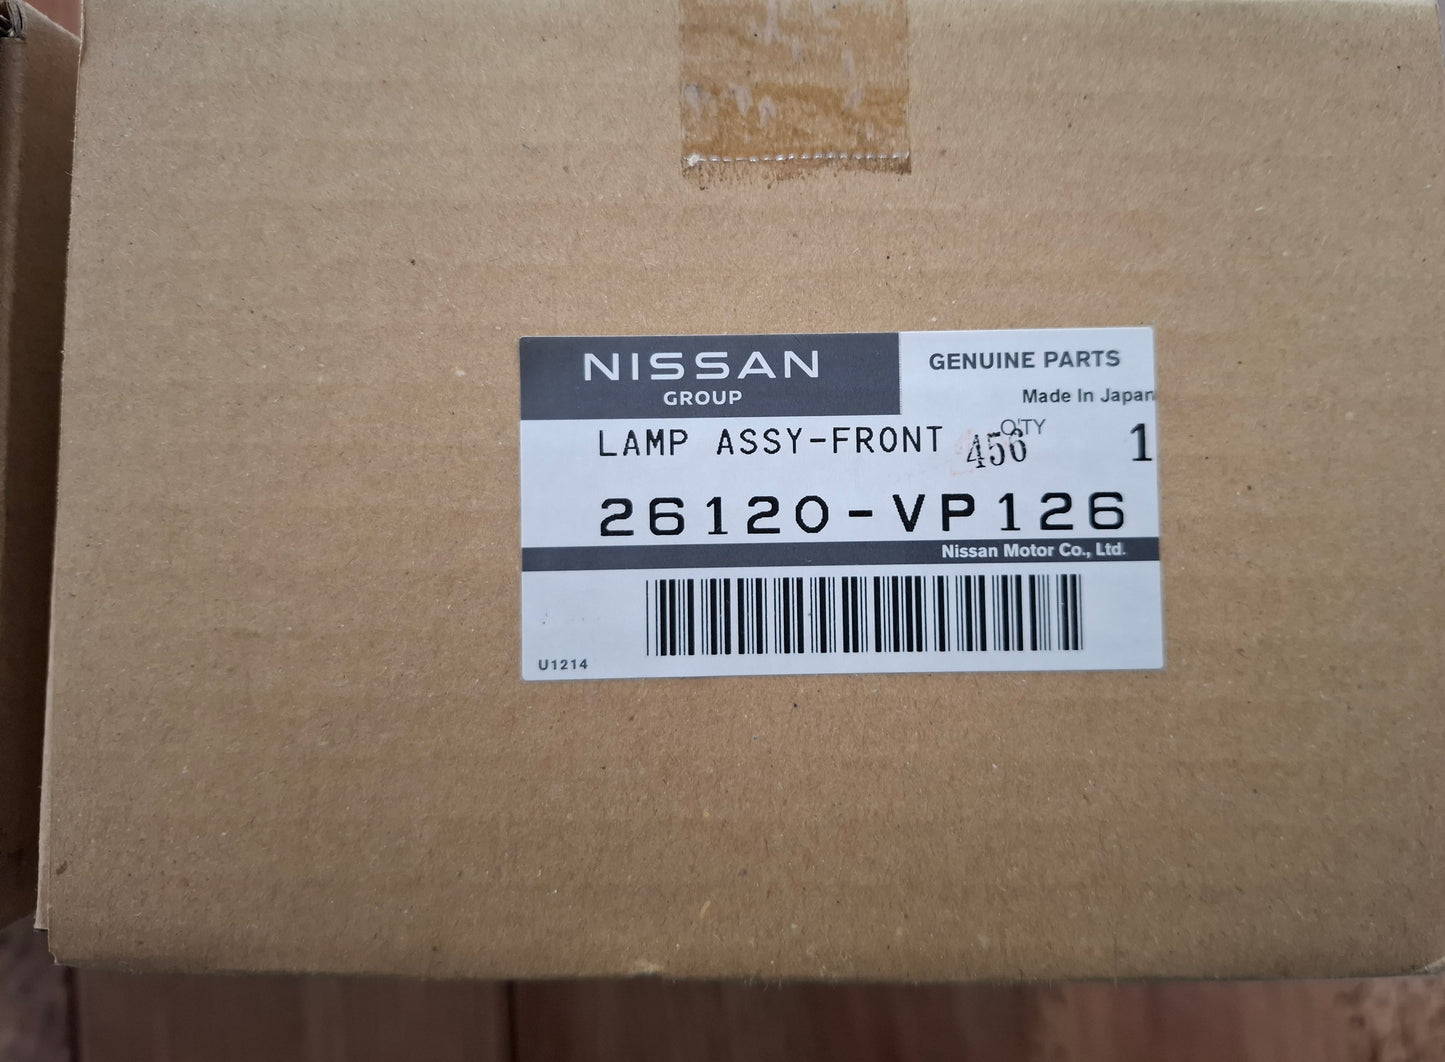 NISSAN
GROUP
GENUINE PARTS
Made In Japan
LAMP ASSY-FRONT 456 Q'TY 1
26120-VP126
Nissan Motor Co., Ltd.
U1214